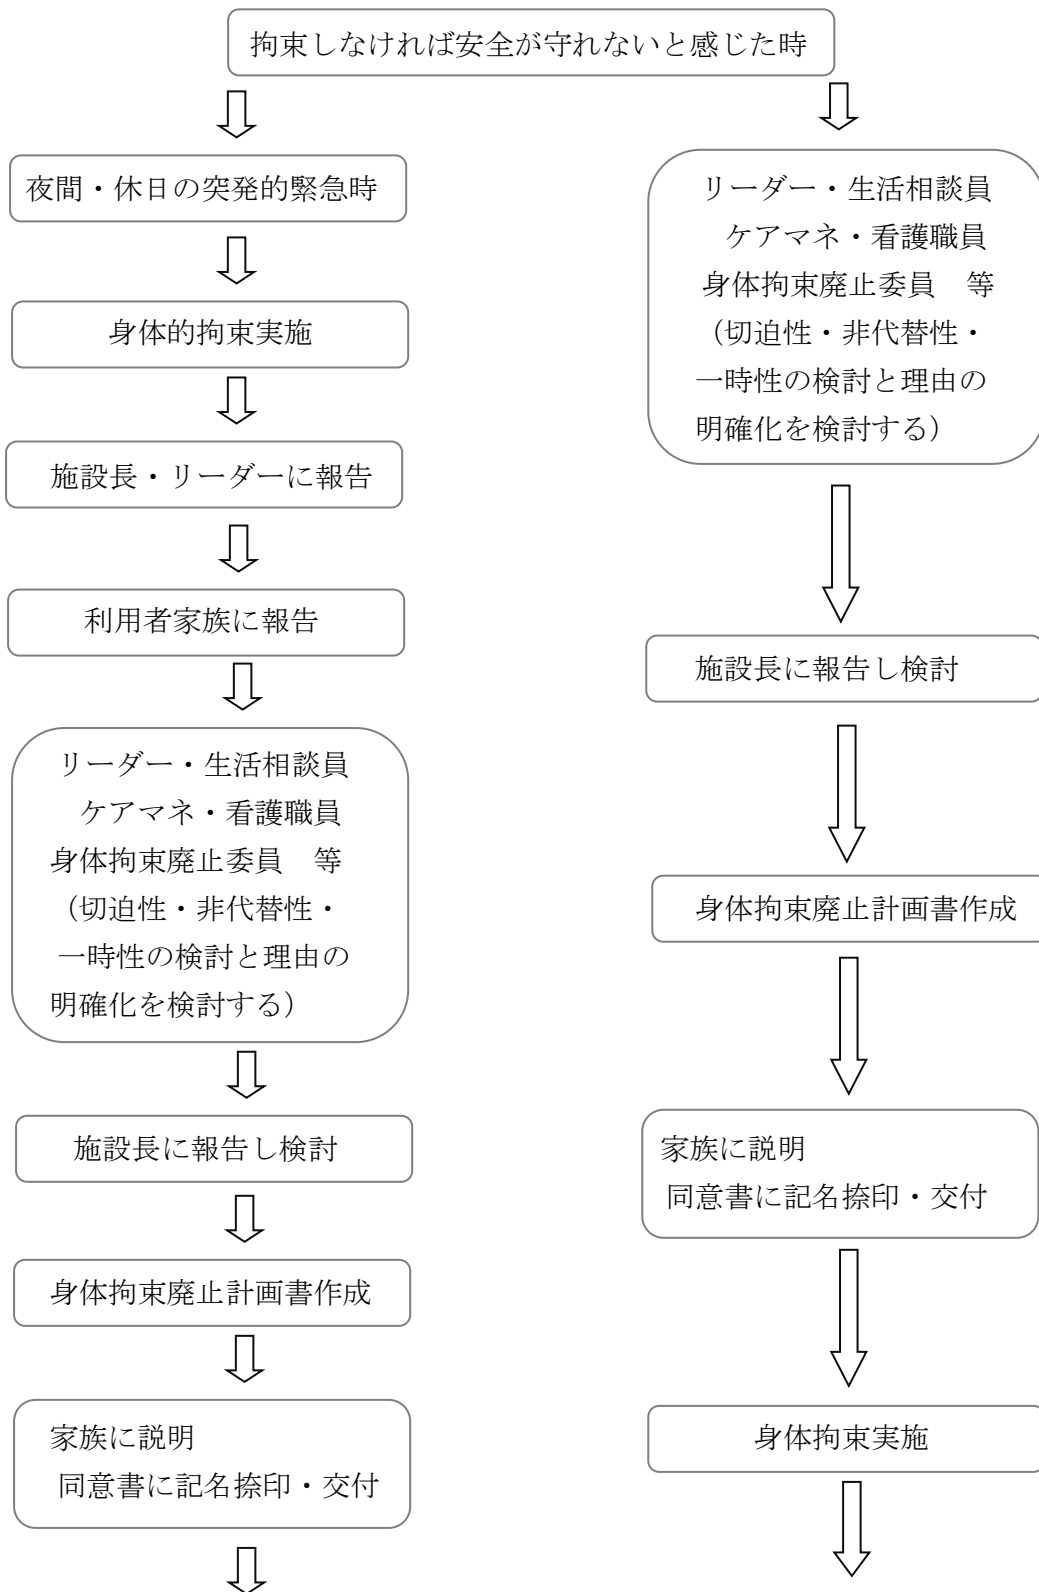 拘束しなければ安全が守れないと感じた時
夜間・休日の突発的緊急時
身体的拘束実施
施設長・リーダーに報告
利用者家族に報告
リーダー・生活相談員
ケアマネ・看護職員
身体拘束廃止委員　等
（切迫性・非代替性・
一時性の検討と理由の
明確化を検討する）
施設長に報告し検討
身体拘束廃止計画書作成
家族に説明
同意書に記名捺印・交付
リーダー・生活相談員
ケアマネ・看護職員
身体拘束廃止委員　等
（切迫性・非代替性・
一時性の検討と理由の
明確化を検討する）
施設長に報告し検討
身体拘束廃止計画書作成
家族に説明
同意書に記名捺印・交付
身体拘束実施